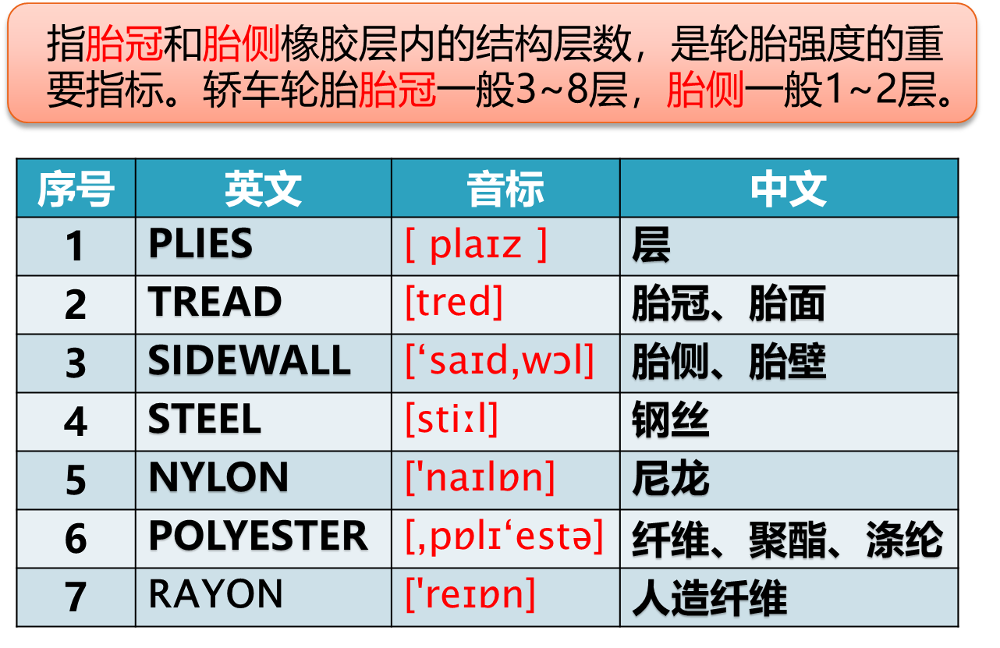 指胎冠和胎侧橡胶层内的结构层数，是轮胎强度的重
要指标。轿车轮胎胎冠一般3~8层，胎侧一般1~2层。
序号 英文 音标 中文
1 PLIES [ plaɪz ] 层
2 TREAD [tred] 胎冠、胎面
3 SIDEWALL [‘saɪd,wɔl] 胎侧、胎壁
4 STEEL [stiːl] 钢丝
5 NYLON ['naɪlɒn] 尼龙
6 POLYESTER [,pɒlɪ‘estə] 纤维、聚酯、涤纶
7 RAYON ['reɪɒn] 人造纤维